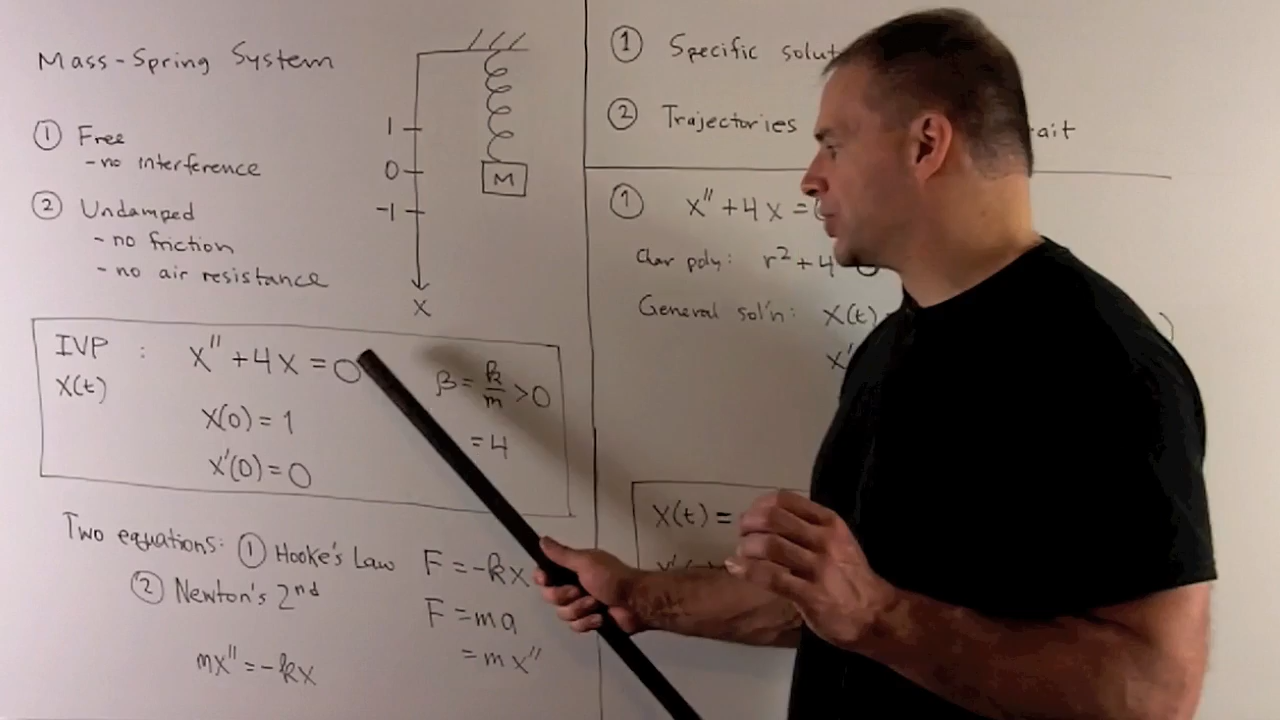 Mass-Spring System
① Free
- no interference
② Undamped
- no friction
- no air resistance
1
0
-1
X
M
IVP : x'' + 4x = 0
x(t)
x(0) = 1
x'(0) = 0
β = k/m > 0
= 4
Two equations: ① Hooke's Law F = -kx
② Newton's 2nd F = ma
= mx''
mx'' = -kx
① Specific
② Trajectories
① x'' + 4x =
Char poly: r² + 4
General sol'n: x(t)
x'
x(t) =